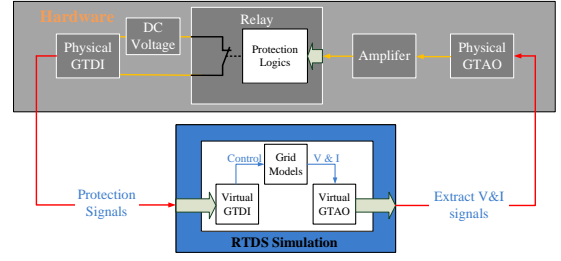 Hardware
Relay
DC
Voltage
Physical
GTDI
Protection
Logics
Amplifer
Physical
GTAO
Control
Grid
Models
V & I
Virtual
GTDI
Virtual
GTAO
Protection
Signals
Extract V&I
signals
RTDS Simulation